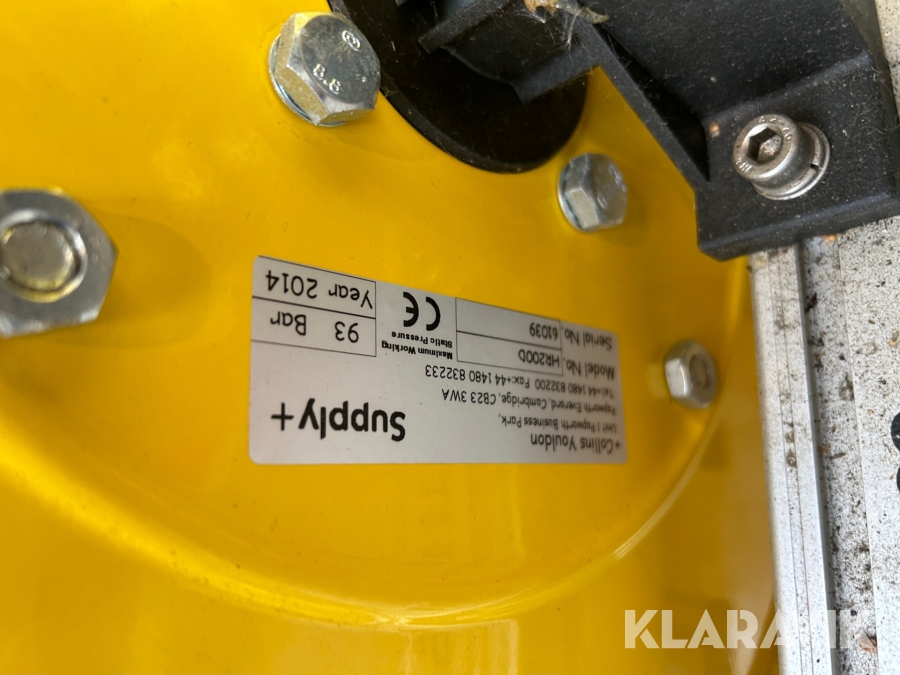 + Collins Youldon
Unit 1 Papworth Business Park,
Papworth Everard, Cambridge, CB23 3WA
Tel:+44 1480 832200 Fax:+44 1480 832233
Supply+
Model No. HR200D
Serial No. 61039
Maximum Working
Static Pressure
93 Bar
CE
Year 2014
8.8
KLARAVIK